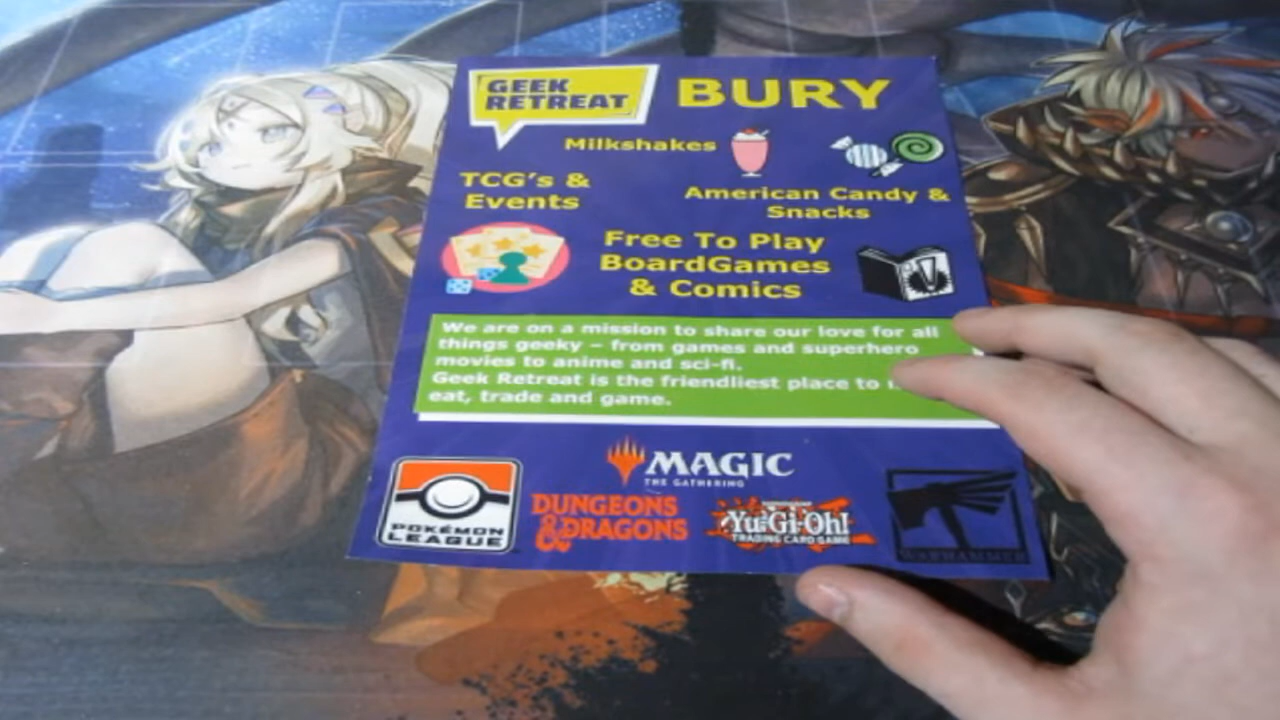 GEEK
RETREAT
BURY
Milkshakes
TCG's &
Events
American Candy &
Snacks
Free To Play
BoardGames
& Comics
We are on a mission to share our love for all
things geeky – from games and superhero
movies to anime and sci-fi.
Geek Retreat is the friendliest place to
eat, trade and game.
POKÉMON
LEAGUE
MAGIC
THE GATHERING
DUNGEONS
& DRAGONS
Yu-Gi-Oh!
TRADING CARD GAME
WARHAMMER